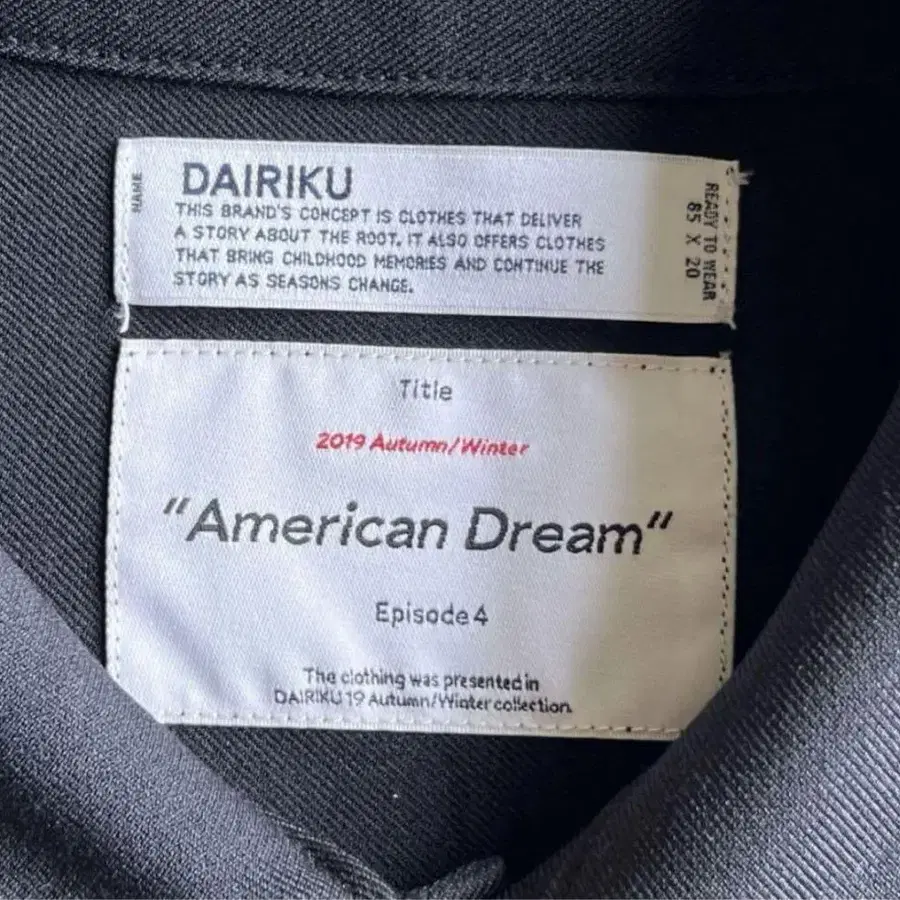 NAME
DAIRIKU
THIS BRAND'S CONCEPT IS CLOTHES THAT DELIVER
A STORY ABOUT THE ROOT. IT ALSO OFFERS CLOTHES
THAT BRING CHILDHOOD MEMORIES AND CONTINUE THE
STORY AS SEASONS CHANGE.
READY TO WEAR
85 X 20
Title
2019 Autumn/Winter
"American Dream"
Episode 4
The clothing was presented in
DAIRIKU 19 Autumn/Winter collection.